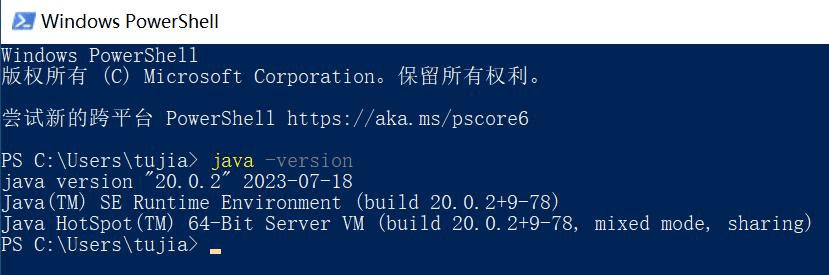 Windows PowerShell
Windows PowerShell
版权所有 (C) Microsoft Corporation。保留所有权利。
尝试新的跨平台 PowerShell https://aka.ms/pscore6
PS C:\Users\tujia> java -version
java version "20.0.2" 2023-07-18
Java(TM) SE Runtime Environment (build 20.0.2+9-78)
Java HotSpot(TM) 64-Bit Server VM (build 20.0.2+9-78, mixed mode, sharing)
PS C:\Users\tujia>